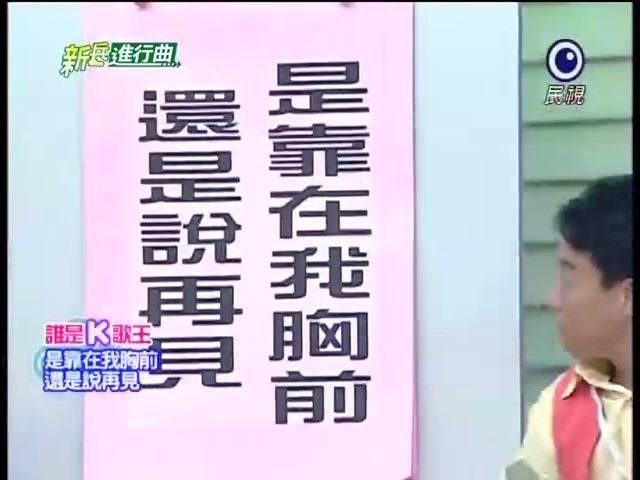 新兵進行曲
民視
是靠在我胸前
還是說再見
誰是K歌王
是靠在我胸前
還是說再見